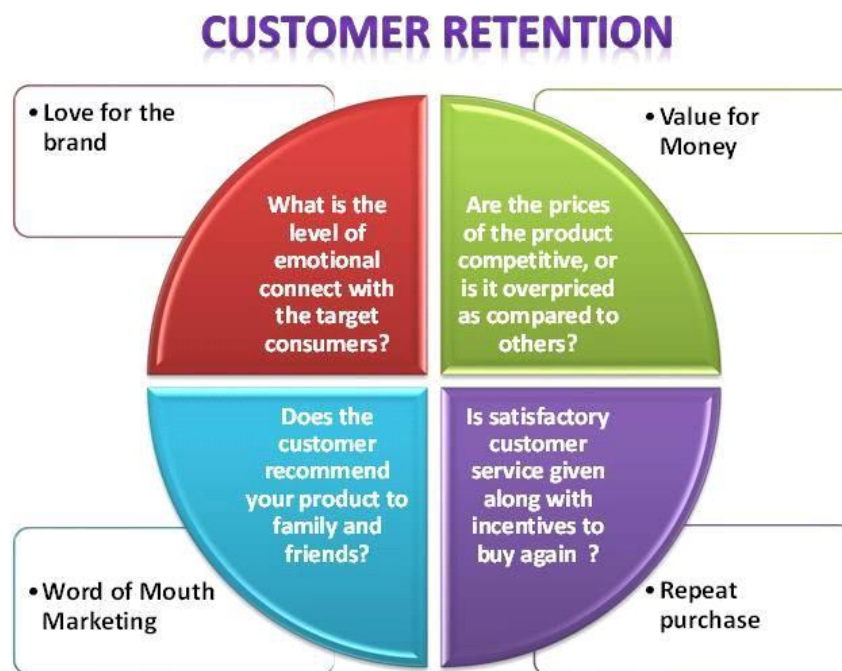 CUSTOMER RETENTION
• Love for the
brand
• Value for
Money
What is the
level of
emotional
connect with
the target
consumers?
Are the prices
of the product
competitive, or
is it overpriced
as compared to
others?
Does the
customer
recommend
your product to
family and
friends?
Is satisfactory
customer
service given
along with
incentives to
buy again  ?
• Word of Mouth
Marketing
• Repeat
purchase